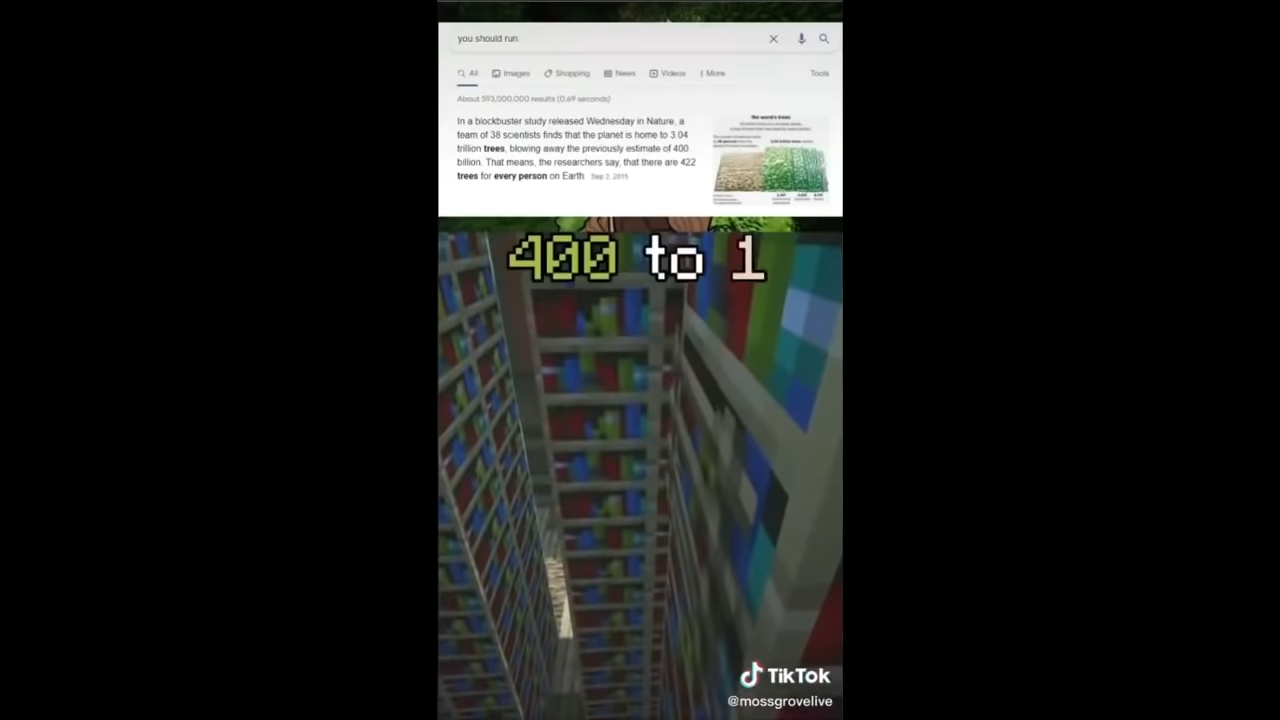 you should run
All Images Shopping News Videos More Tools
About 593,000,000 results (0.69 seconds)
In a blockbuster study released Wednesday in Nature, a
team of 38 scientists finds that the planet is home to 3.04
trillion trees, blowing away the previously estimate of 400
billion. That means, the researchers say, that there are 422
trees for every person on Earth. Sep 2, 2015
The world's trees
400 to 1
TikTok
@mossgrovelive